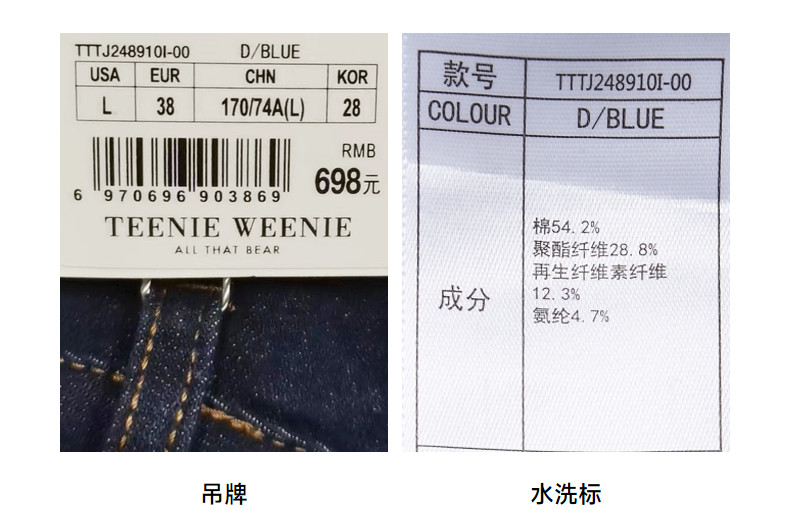 TTTJ248910I-00 D/BLUE
USA EUR CHN KOR
L 38 170/74A(L) 28
RMB
698元
6 970696 903869
TEENIE WEENIE
ALL THAT BEAR
款号 TTTJ248910I-00
COLOUR D/BLUE
成分
棉54.2%
聚酯纤维28.8%
再生纤维素纤维
12.3%
氨纶4.7%
吊牌
水洗标